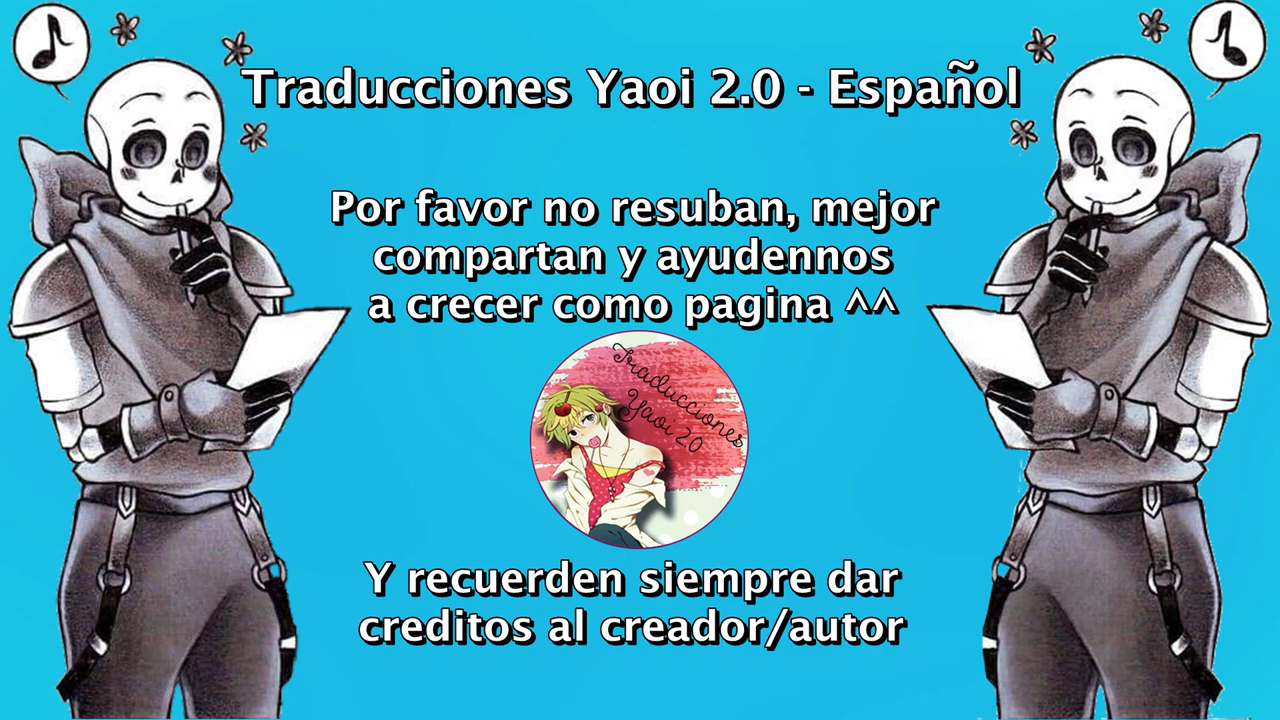 Traducciones Yaoi 2.0 - Español
Por favor no resuban, mejor
compartan y ayudennos
a crecer como pagina ^^
Traducciones
Yaoi 2.0
Y recuerden siempre dar
creditos al creador/autor